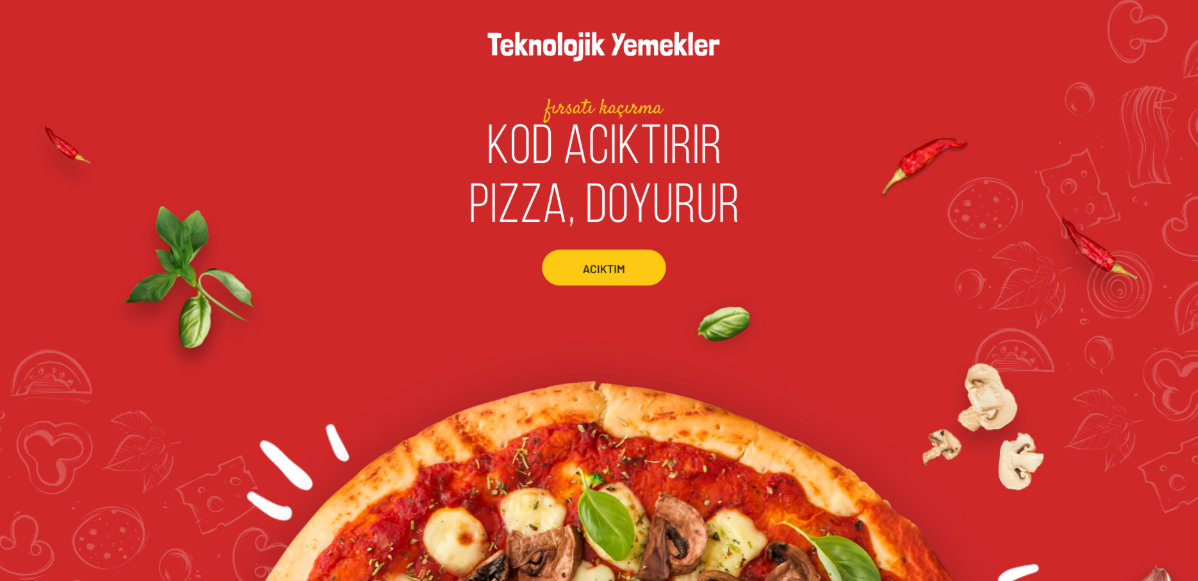 Teknolojik Yemekler
fırsatı kaçırma
KOD ACIKTIRIR
PIZZA, DOYURUR
ACIKTIM